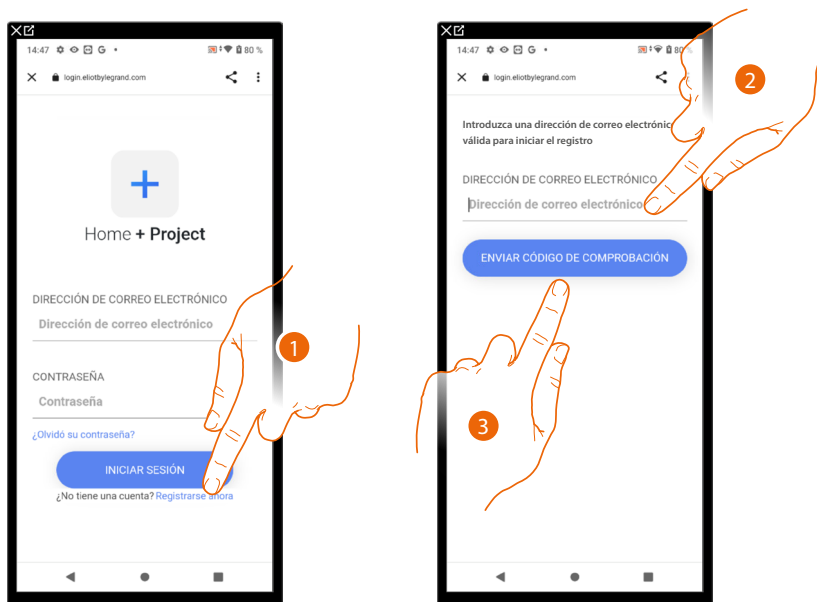 14:47 G 80 %
login.eliotbylegrand.com
Home + Project
DIRECCIÓN DE CORREO ELECTRÓNICO
Dirección de correo electrónico
CONTRASEÑA
Contraseña
¿Olvidó su contraseña?
INICIAR SESIÓN
¿No tiene una cuenta? Registrarse ahora
1
14:47 G 80
login.eliotbylegrand.com
Introduzca una dirección de correo electrónico
válida para iniciar el registro
DIRECCIÓN DE CORREO ELECTRÓNICO
Dirección de correo electrónico
ENVIAR CÓDIGO DE COMPROBACIÓN
2
3